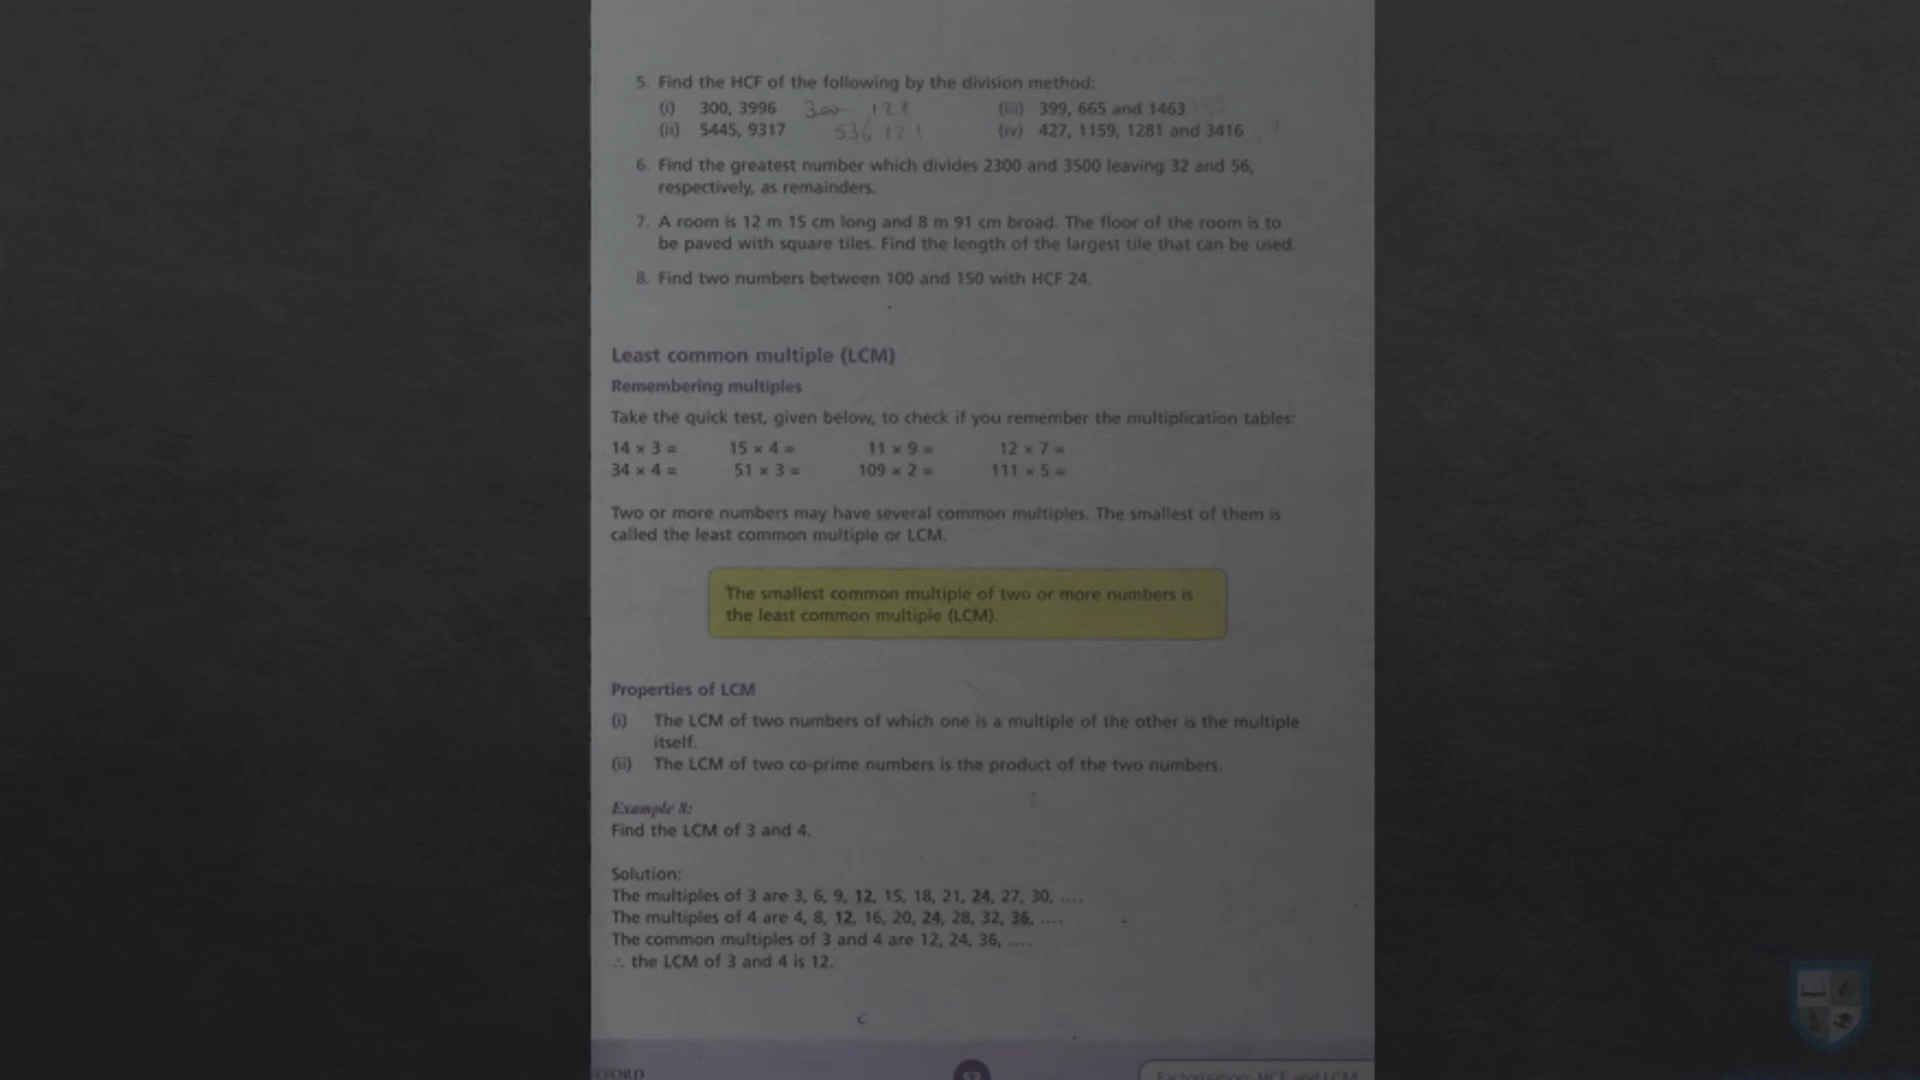 5. Find the HCF of the following by the division method:
(i) 300, 3996 300 (iii) 399, 665 and 1463
(ii) 5445, 9317 536 121 (iv) 427, 1159, 1281 and 3416
6. Find the greatest number which divides 2300 and 3500 leaving 32 and 56,
respectively, as remainders.
7. A room is 12 m 15 cm long and 8 m 91 cm broad. The floor of the room is to
be paved with square tiles. Find the length of the largest tile that can be used.
8. Find two numbers between 100 and 150 with HCF 24.
Least common multiple (LCM)
Remembering multiples
Take the quick test, given below, to check if you remember the multiplication tables:
14 × 3 = 15 × 4 = 11 × 9 = 12 × 7 =
34 × 4 = 51 × 3 = 109 × 2 = 111 × 5 =
Two or more numbers may have several common multiples. The smallest of them is
called the least common multiple or LCM.
The smallest common multiple of two or more numbers is
the least common multiple (LCM).
Properties of LCM
(i) The LCM of two numbers of which one is a multiple of the other is the multiple
itself.
(ii) The LCM of two co-prime numbers is the product of the two numbers.
Example 8:
Find the LCM of 3 and 4.
Solution:
The multiples of 3 are 3, 6, 9, 12, 15, 18, 21, 24, 27, 30, ....
The multiples of 4 are 4, 8, 12, 16, 20, 24, 28, 32, 36, ....
The common multiples of 3 and 4 are 12, 24, 36, ....
∴ the LCM of 3 and 4 is 12.
XFORD 53 Factorization: HCF and LCM